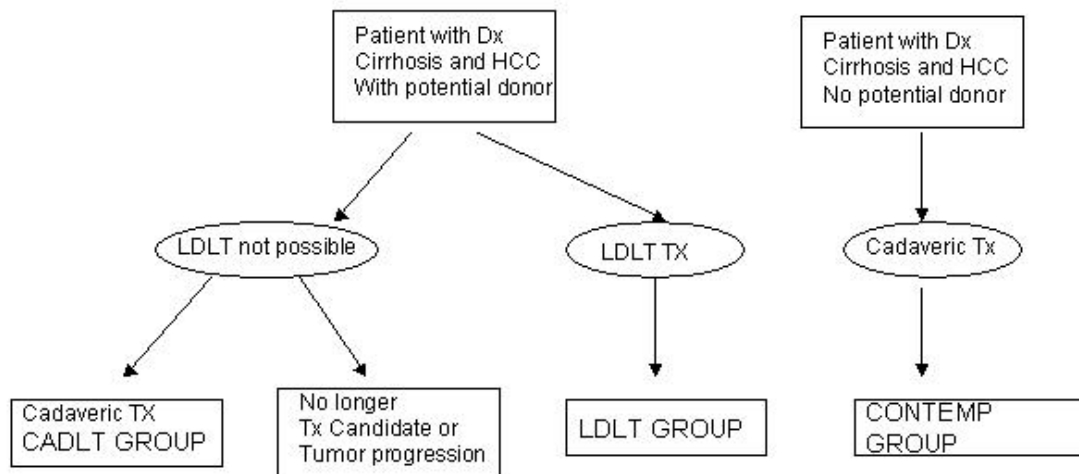 Patient with Dx
Cirrhosis and HCC
With potential donor
Patient with Dx
Cirrhosis and HCC
No potential donor
LDLT not possible
LDLT TX
Cadaveric Tx
Cadaveric TX
CADLT GROUP
No longer
Tx Candidate or
Tumor progression
LDLT GROUP
CONTEMP
GROUP